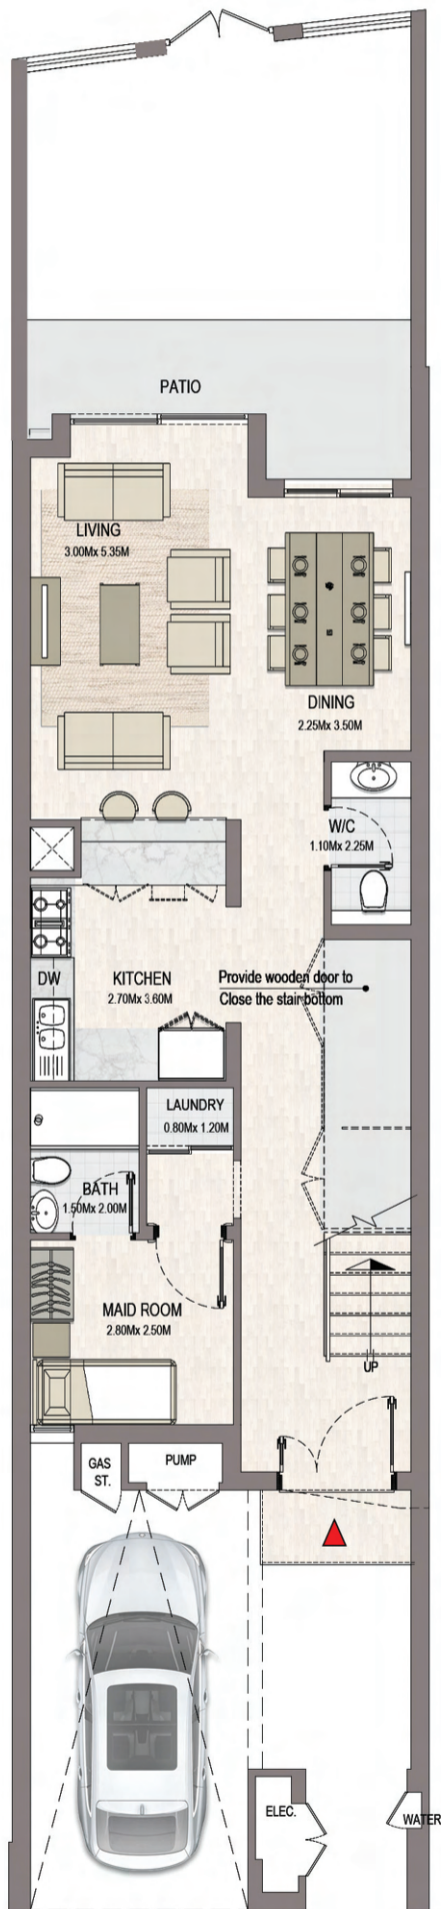 PATIO
LIVING
3.00Mx 5.35M
DINING
2.25Mx 3.50M
W/C
1.10Mx 2.25M
DW
KITCHEN
2.70Mx 3.60M
Provide wooden door to
Close the stair bottom
LAUNDRY
0.80Mx 1.20M
BATH
1.50Mx 2.00M
MAID ROOM
2.80Mx 2.50M
UP
GAS
ST.
PUMP
ELEC.
WATER